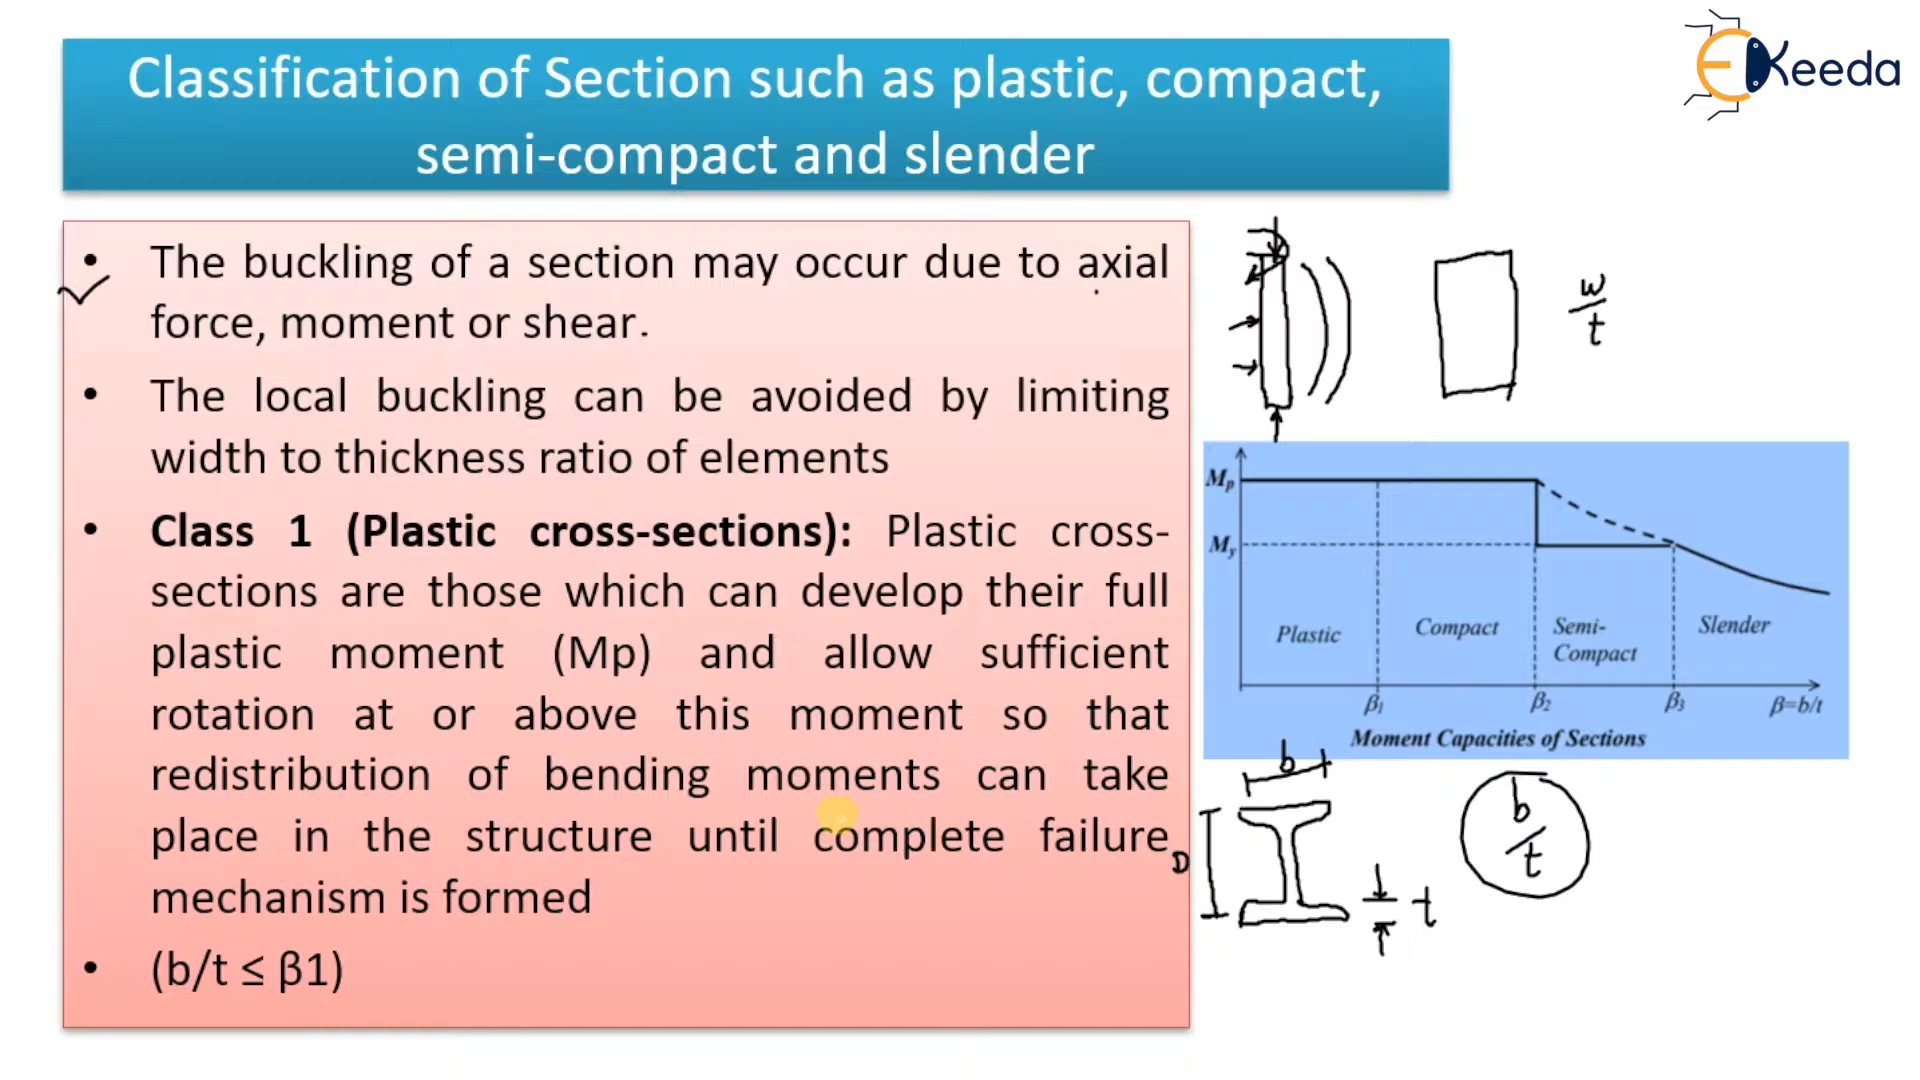 Classification of Section such as plastic, compact,
semi-compact and slender
EKeeda
• The buckling of a section may occur due to axial
force, moment or shear.
• The local buckling can be avoided by limiting
width to thickness ratio of elements
• Class 1 (Plastic cross-sections): Plastic cross-
sections are those which can develop their full
plastic moment (Mp) and allow sufficient
rotation at or above this moment so that
redistribution of bending moments can take
place in the structure until complete failure
mechanism is formed
• (b/t ≤ β1)
w/t
Mp
My
Plastic
Compact
Semi-
Compact
Slender
β1
β2
β3
β=b/t
Moment Capacities of Sections
b
D
t
b/t